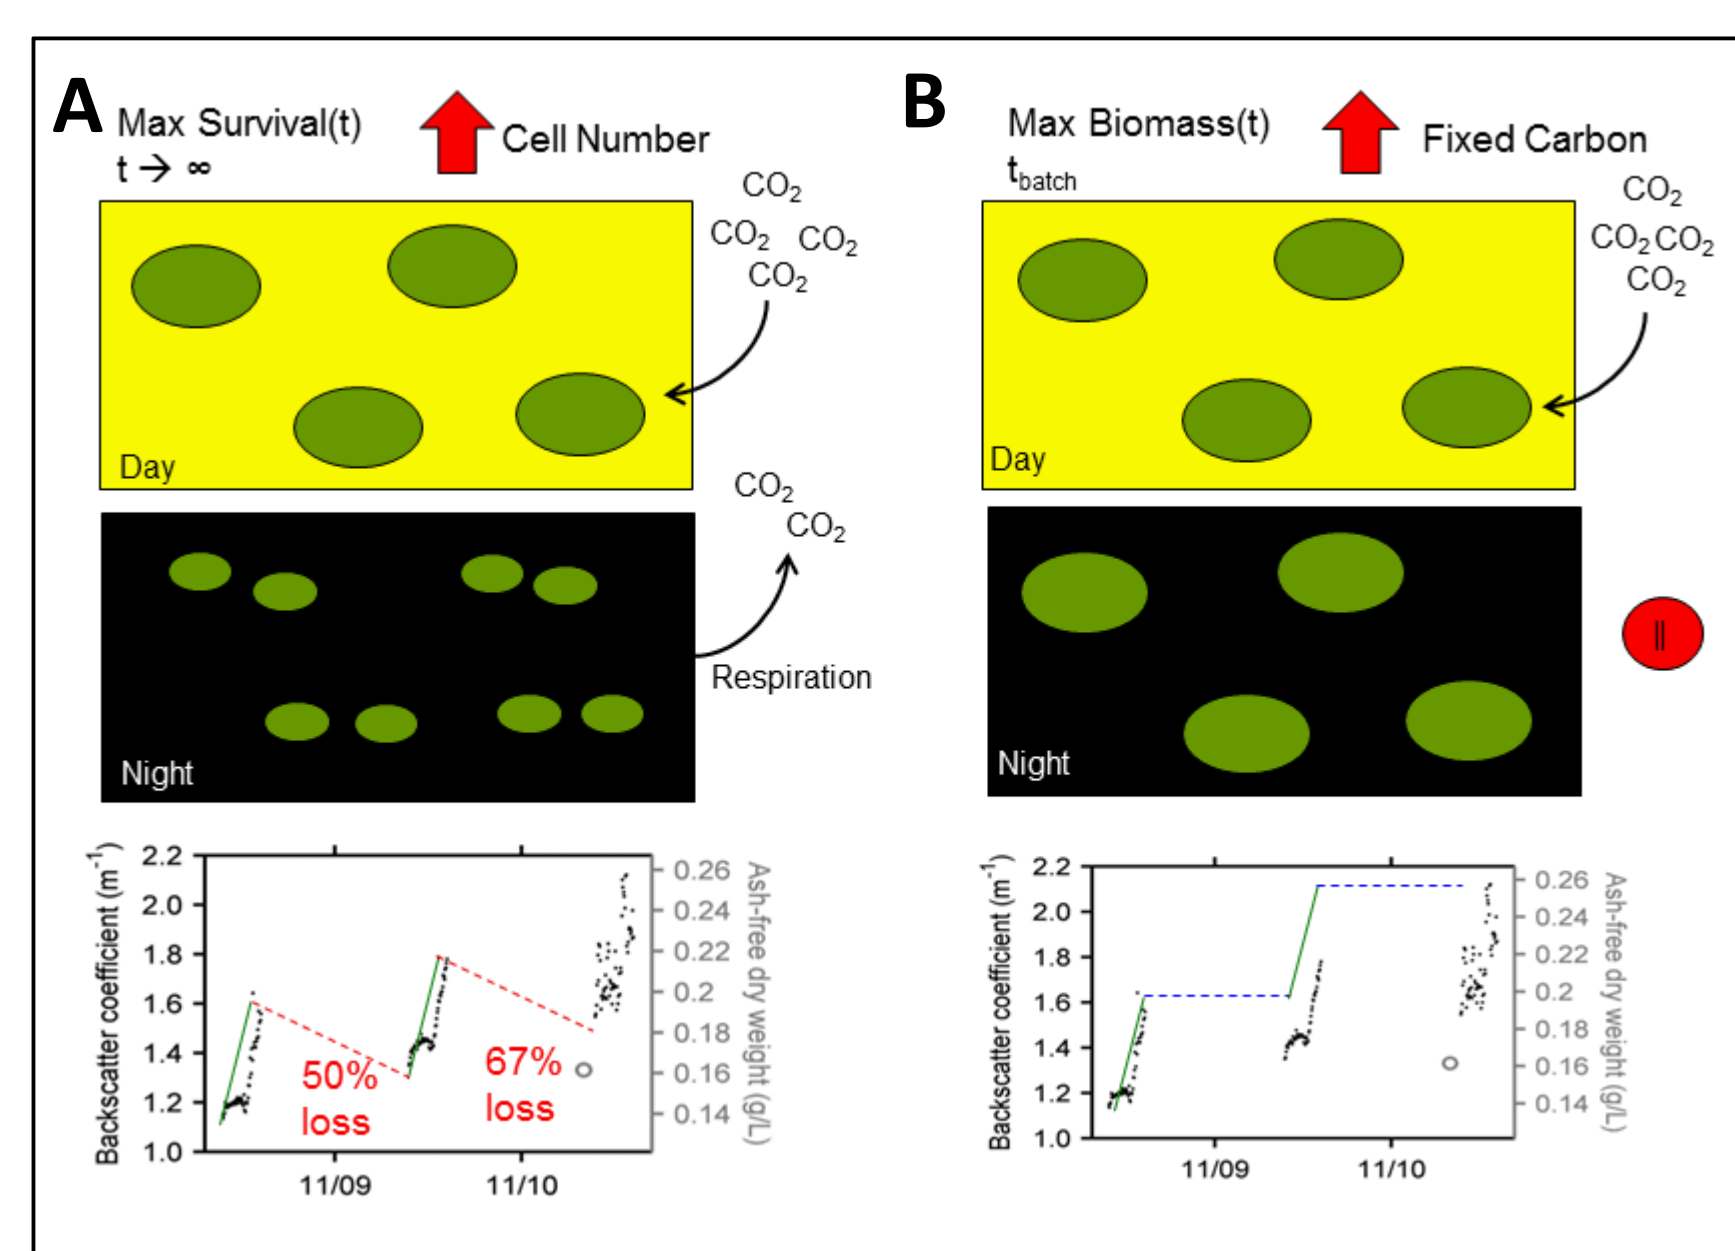 A
Max Survival(t)
t → ∞
Cell Number
CO₂
CO₂ CO₂
CO₂
Day
CO₂
CO₂
Respiration
Night
Backscatter coefficient (m⁻¹)
2.2
2.0
1.8
1.6
1.4
1.2
1.0
50%
loss
67%
loss
11/09
11/10
0.26
0.24
0.22
0.2
0.18
0.16
0.14
Ash-free dry weight (g/L)
B
Max Biomass(t)
t_batch
Fixed Carbon
CO₂
CO₂CO₂
CO₂
Day
Night
||
Backscatter coefficient (m⁻¹)
2.2
2.0
1.8
1.6
1.4
1.2
1.0
11/09
11/10
0.26
0.24
0.22
0.2
0.18
0.16
0.14
Ash-free dry weight (g/L)